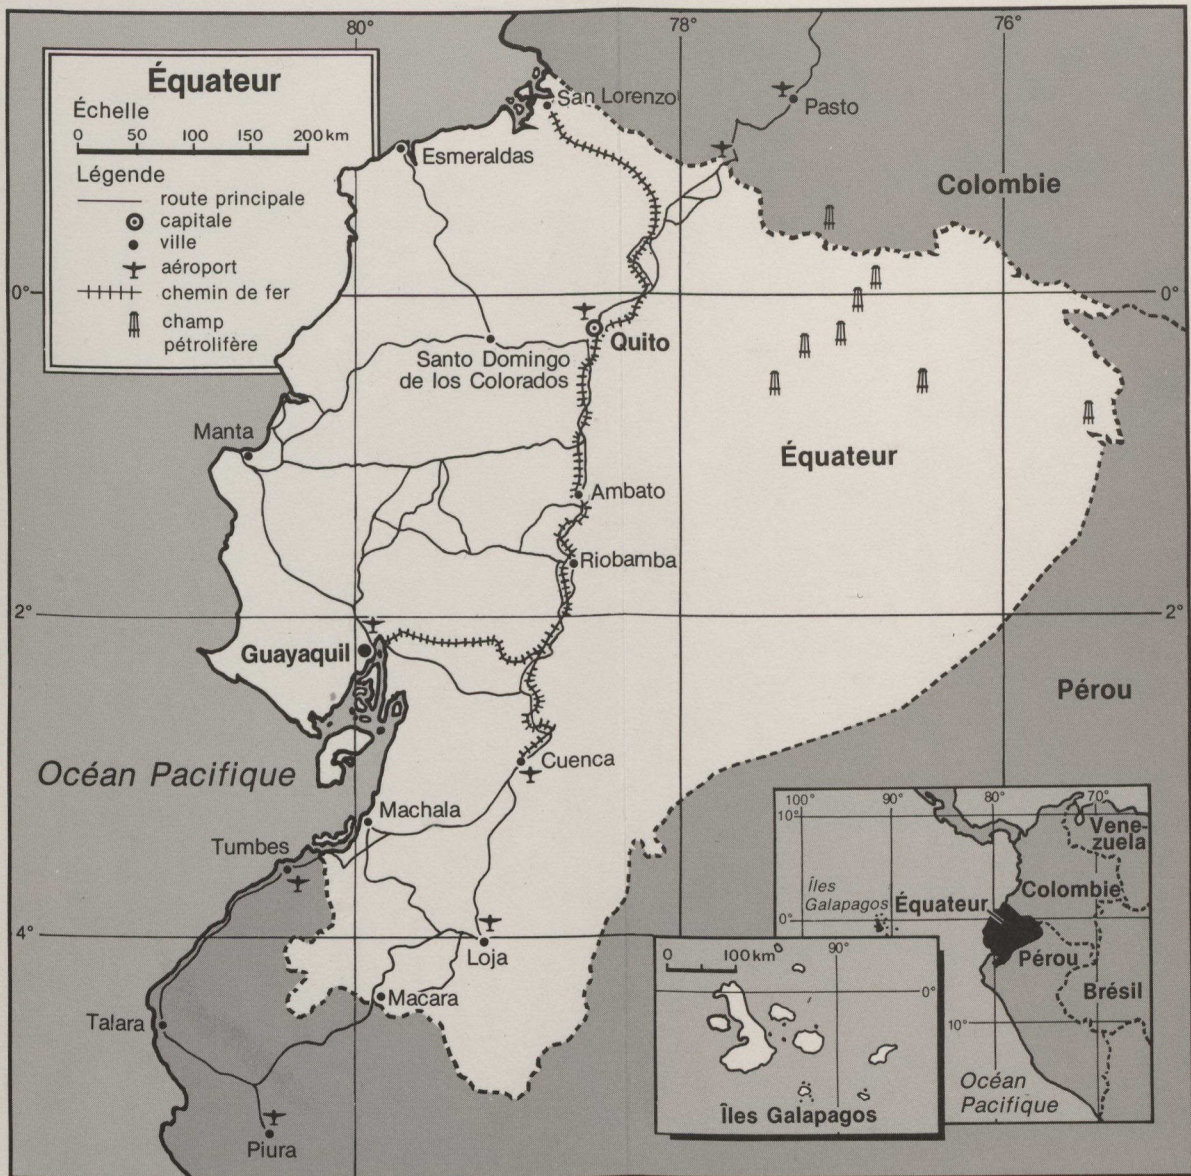 80°
78°
76°
Équateur
Échelle
0 50 100 150 200 km
Légende
route principale
capitale
ville
aéroport
chemin de fer
champ
pétrolifère
San Lorenzo
Pasto
Esmeraldas
Colombie
0°
0°
Quito
Santo Domingo
de los Colorados
Manta
Équateur
Ambato
Riobamba
2°
2°
Guayaquil
Pérou
Océan Pacifique
Cuenca
Machala
Tumbes
4°
Loja
Macara
Talara
Piura
100° 90° 80° 70°
10°
Vene-
zuela
Îles
Galapagos
Colombie
Équateur
0°
Pérou
Brésil
10°
Océan
Pacifique
0 100 km
90°
0°
Îles Galapagos